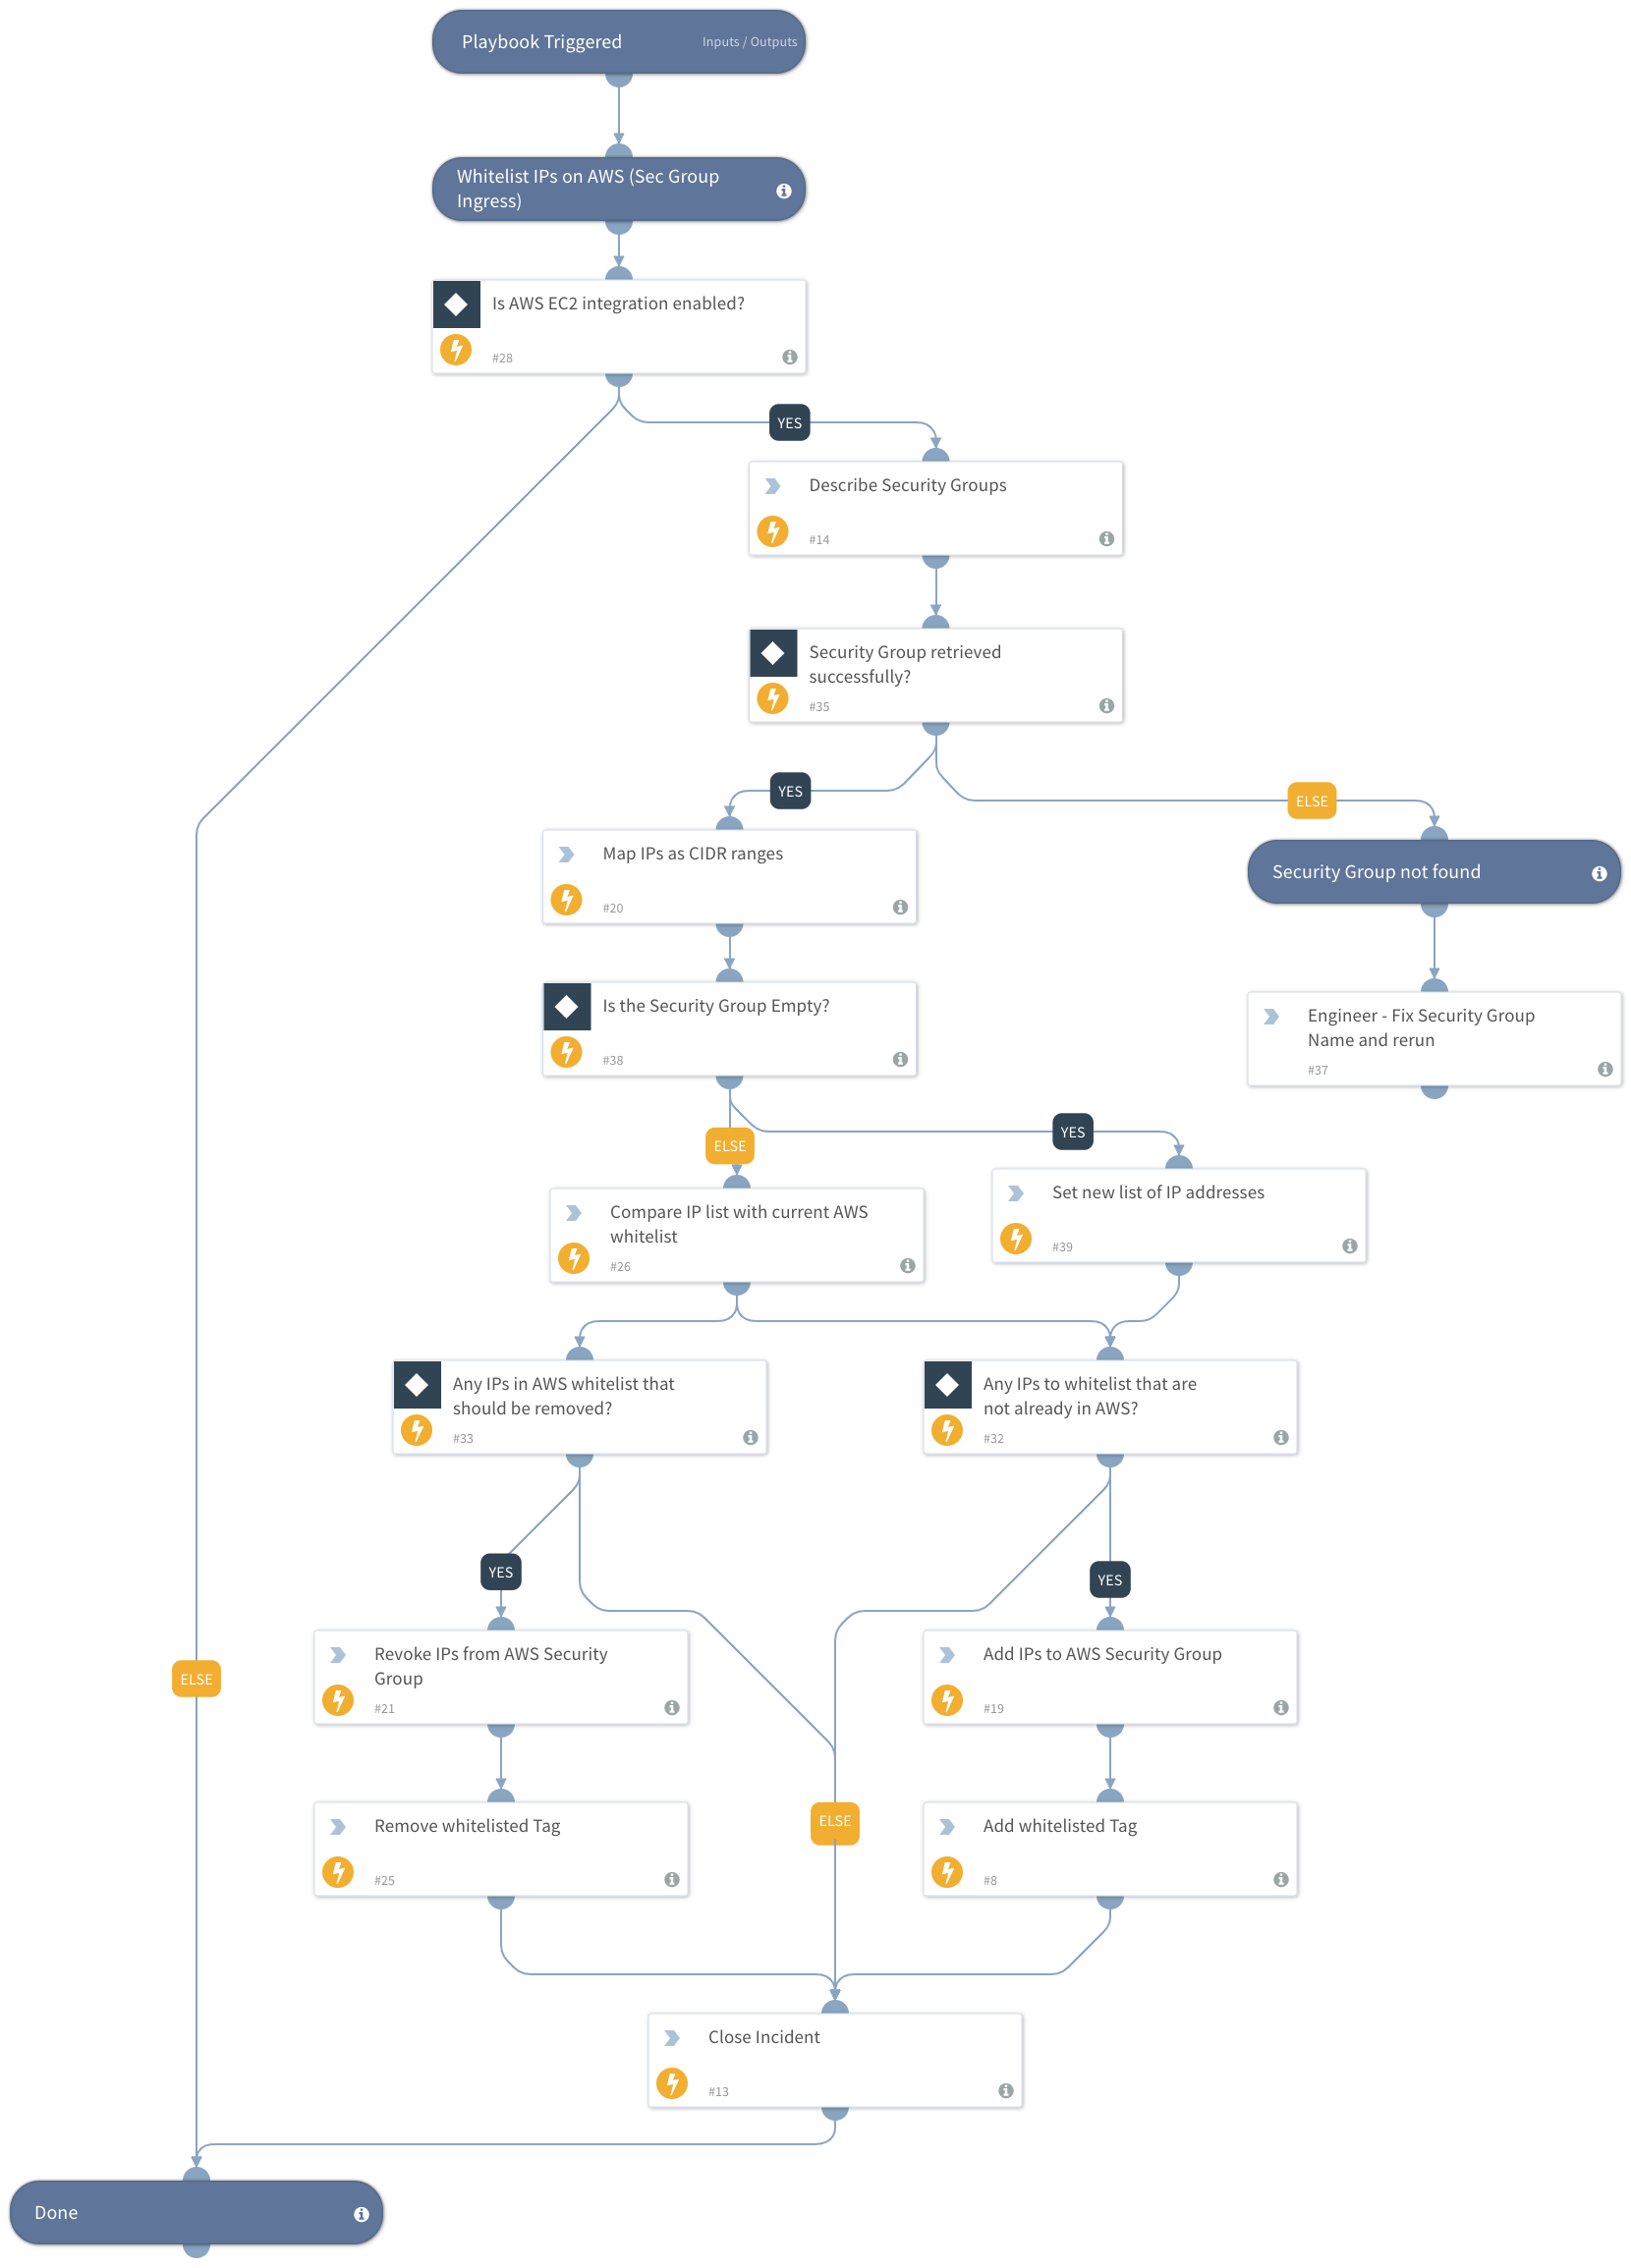 Playbook Triggered
Inputs / Outputs
Whitelist IPs on AWS (Sec Group
Ingress)
Is AWS EC2 integration enabled?
#28
YES
Describe Security Groups
#14
Security Group retrieved
successfully?
#35
YES
ELSE
Map IPs as CIDR ranges
#20
Security Group not found
Is the Security Group Empty?
#38
Engineer - Fix Security Group
Name and rerun
#37
ELSE
YES
Compare IP list with current AWS
whitelist
#26
Set new list of IP addresses
#39
Any IPs in AWS whitelist that
should be removed?
#33
Any IPs to whitelist that are
not already in AWS?
#32
YES
YES
Revoke IPs from AWS Security
Group
#21
Add IPs to AWS Security Group
#19
ELSE
Remove whitelisted Tag
#25
ELSE
Add whitelisted Tag
#8
Close Incident
#13
Done